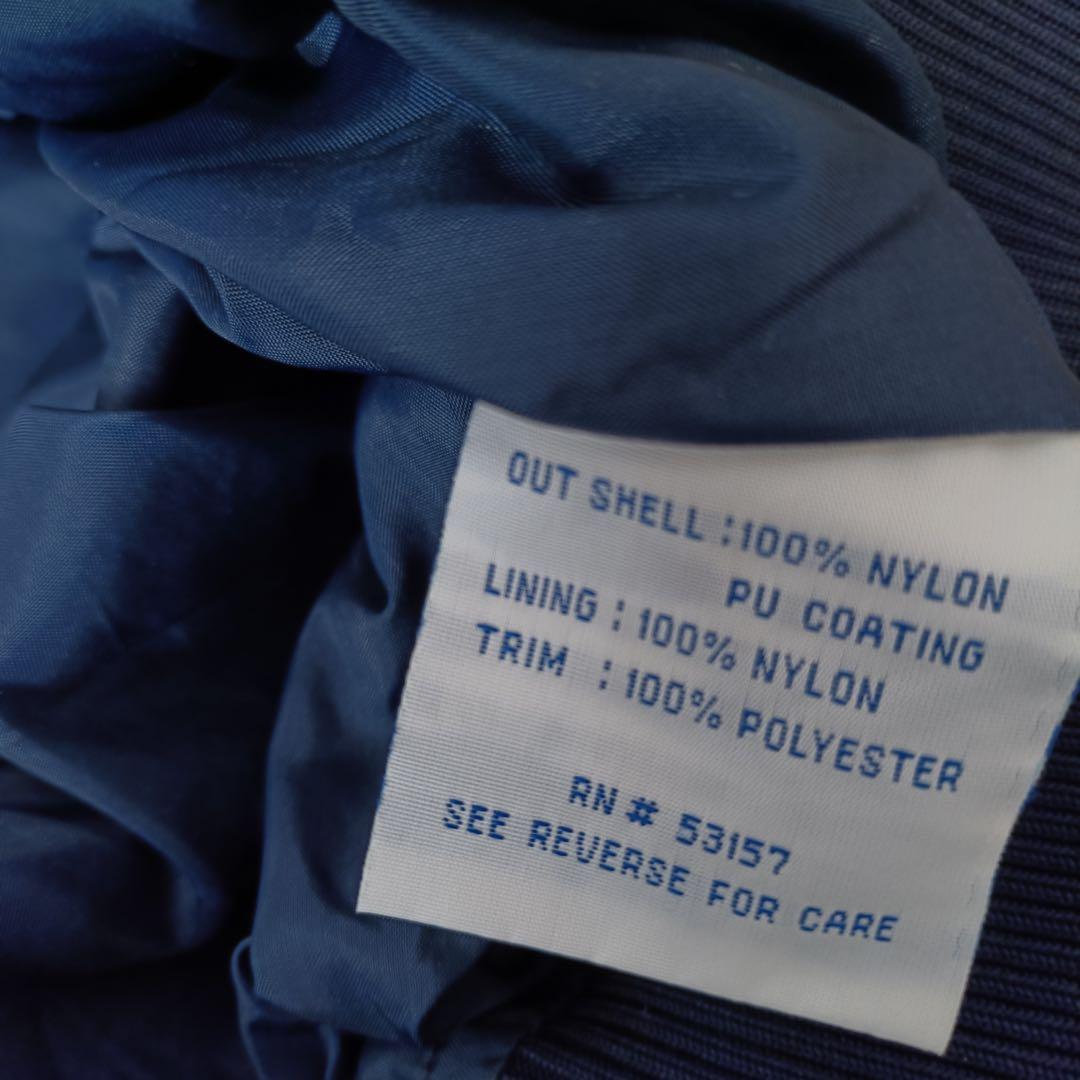 OUT SHELL :100% NYLON
PU COATING
LINING : 100% NYLON
TRIM : 100% POLYESTER
RN # 53157
SEE REVERSE FOR CARE